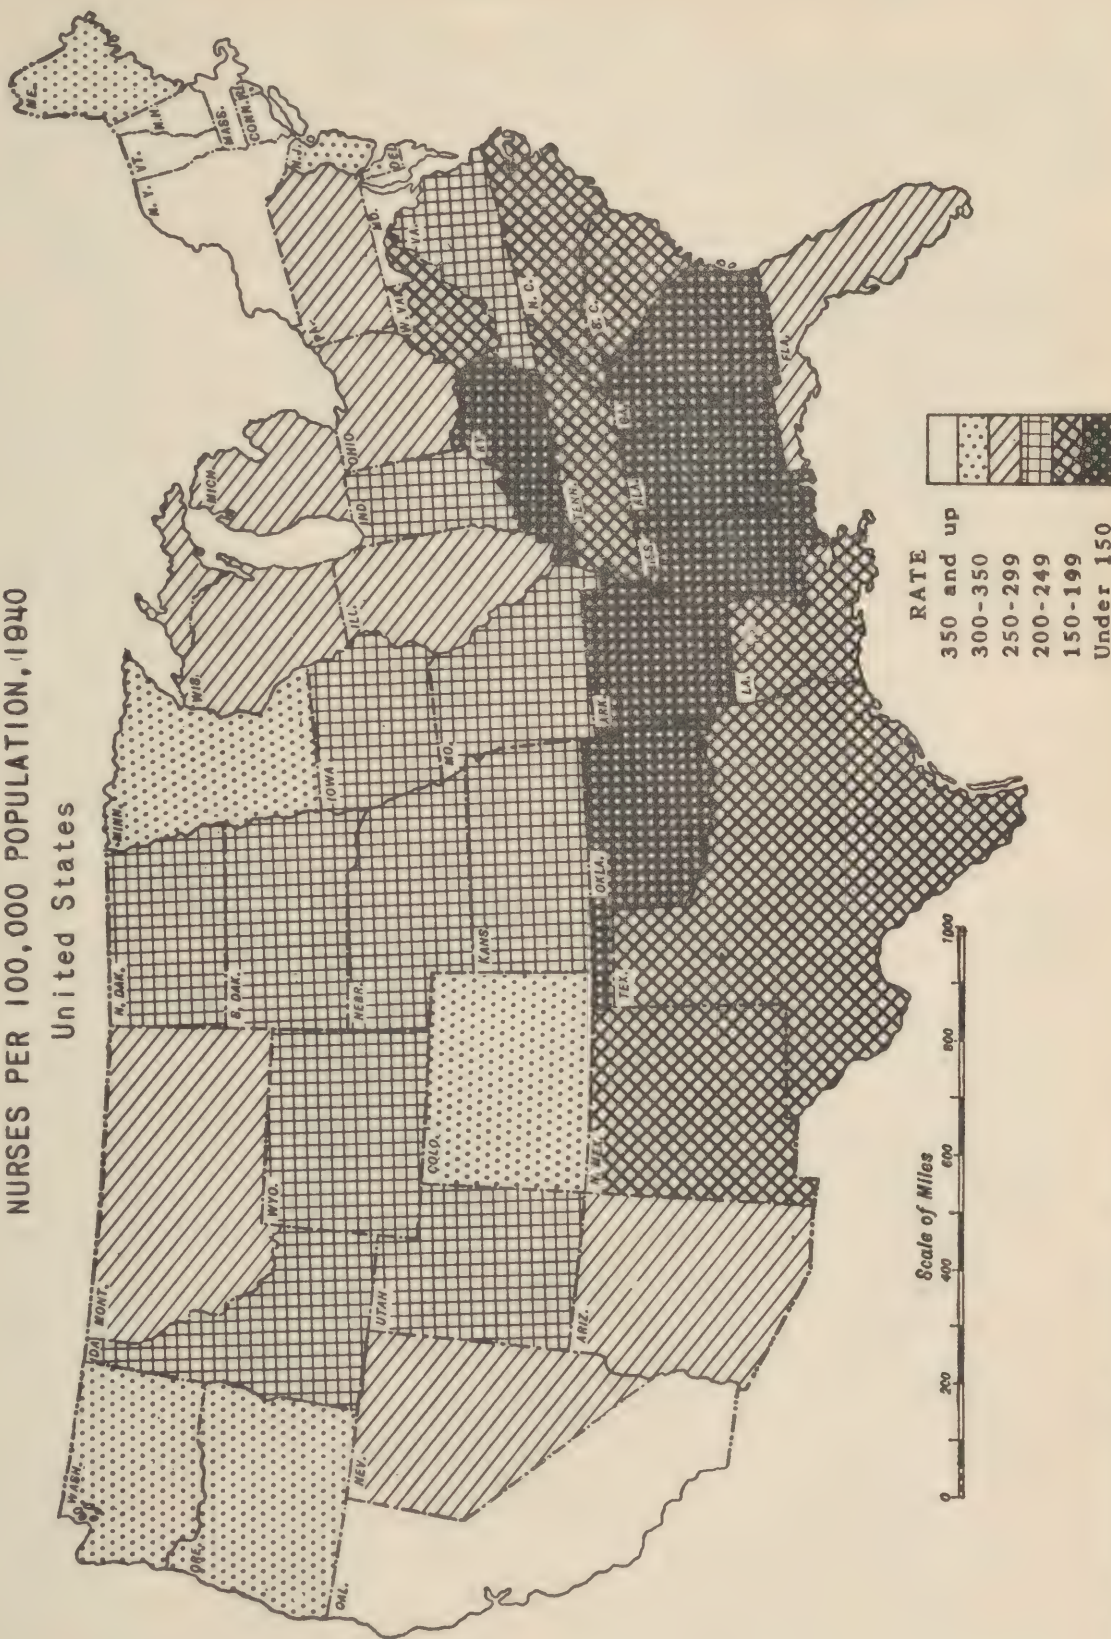 NURSES PER 100,000 POPULATION, 1940
United States
WASH.
ORE.
CAL.
NEV.
IDA.
MONT.
WYO.
UTAH
ARIZ.
COLO.
N. MEX.
N. DAK.
S. DAK.
NEBR.
KANS.
OKLA.
TEX.
MINN.
IOWA
MO.
ARK.
LA.
WIS.
ILL.
MICH.
IND.
OHIO
KY.
TENN.
MISS.
ALA.
GA.
FLA.
S. C.
N. C.
VA.
W. VA.
MD.
DEL.
PA.
N. J.
N. Y.
VT.
N. H.
MASS.
CONN.
R.I.
ME.
Scale of Miles
0 200 400 600 800 1000
RATE
350 and up
300-350
250-299
200-249
150-199
Under 150